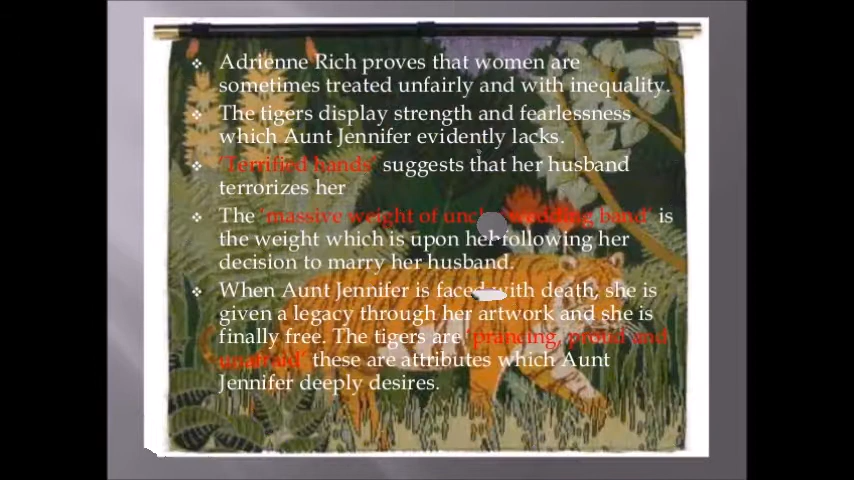 Adrienne Rich proves that women are
sometimes treated unfairly and with inequality.
The tigers display strength and fearlessness
which Aunt Jennifer evidently lacks.
'Terrified hands' suggests that her husband
terrorizes her
The 'massive weight of uncle wedding band' is
the weight which is upon her following her
decision to marry her husband.
When Aunt Jennifer is faced with death, she is
given a legacy through her artwork and she is
finally free. The tigers are 'prancing, proud and
unafraid' these are attributes which Aunt
Jennifer deeply desires.